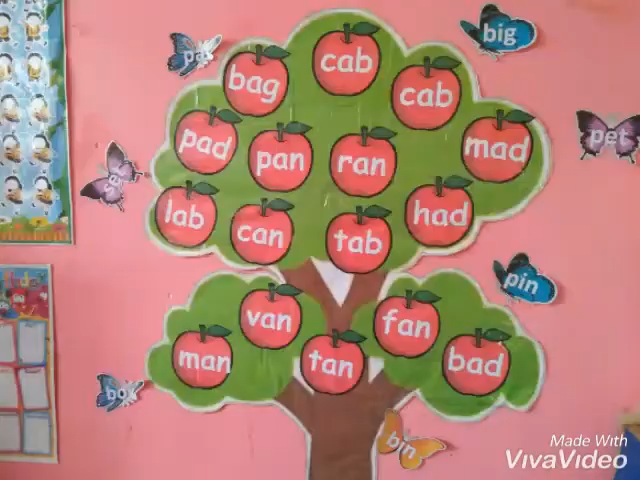 big
cab
bag
cab
pet
pad
pan
ran
mad
lab
can
tab
had
pin
van
fan
man
tan
bad
bin
Made With
VivaVideo